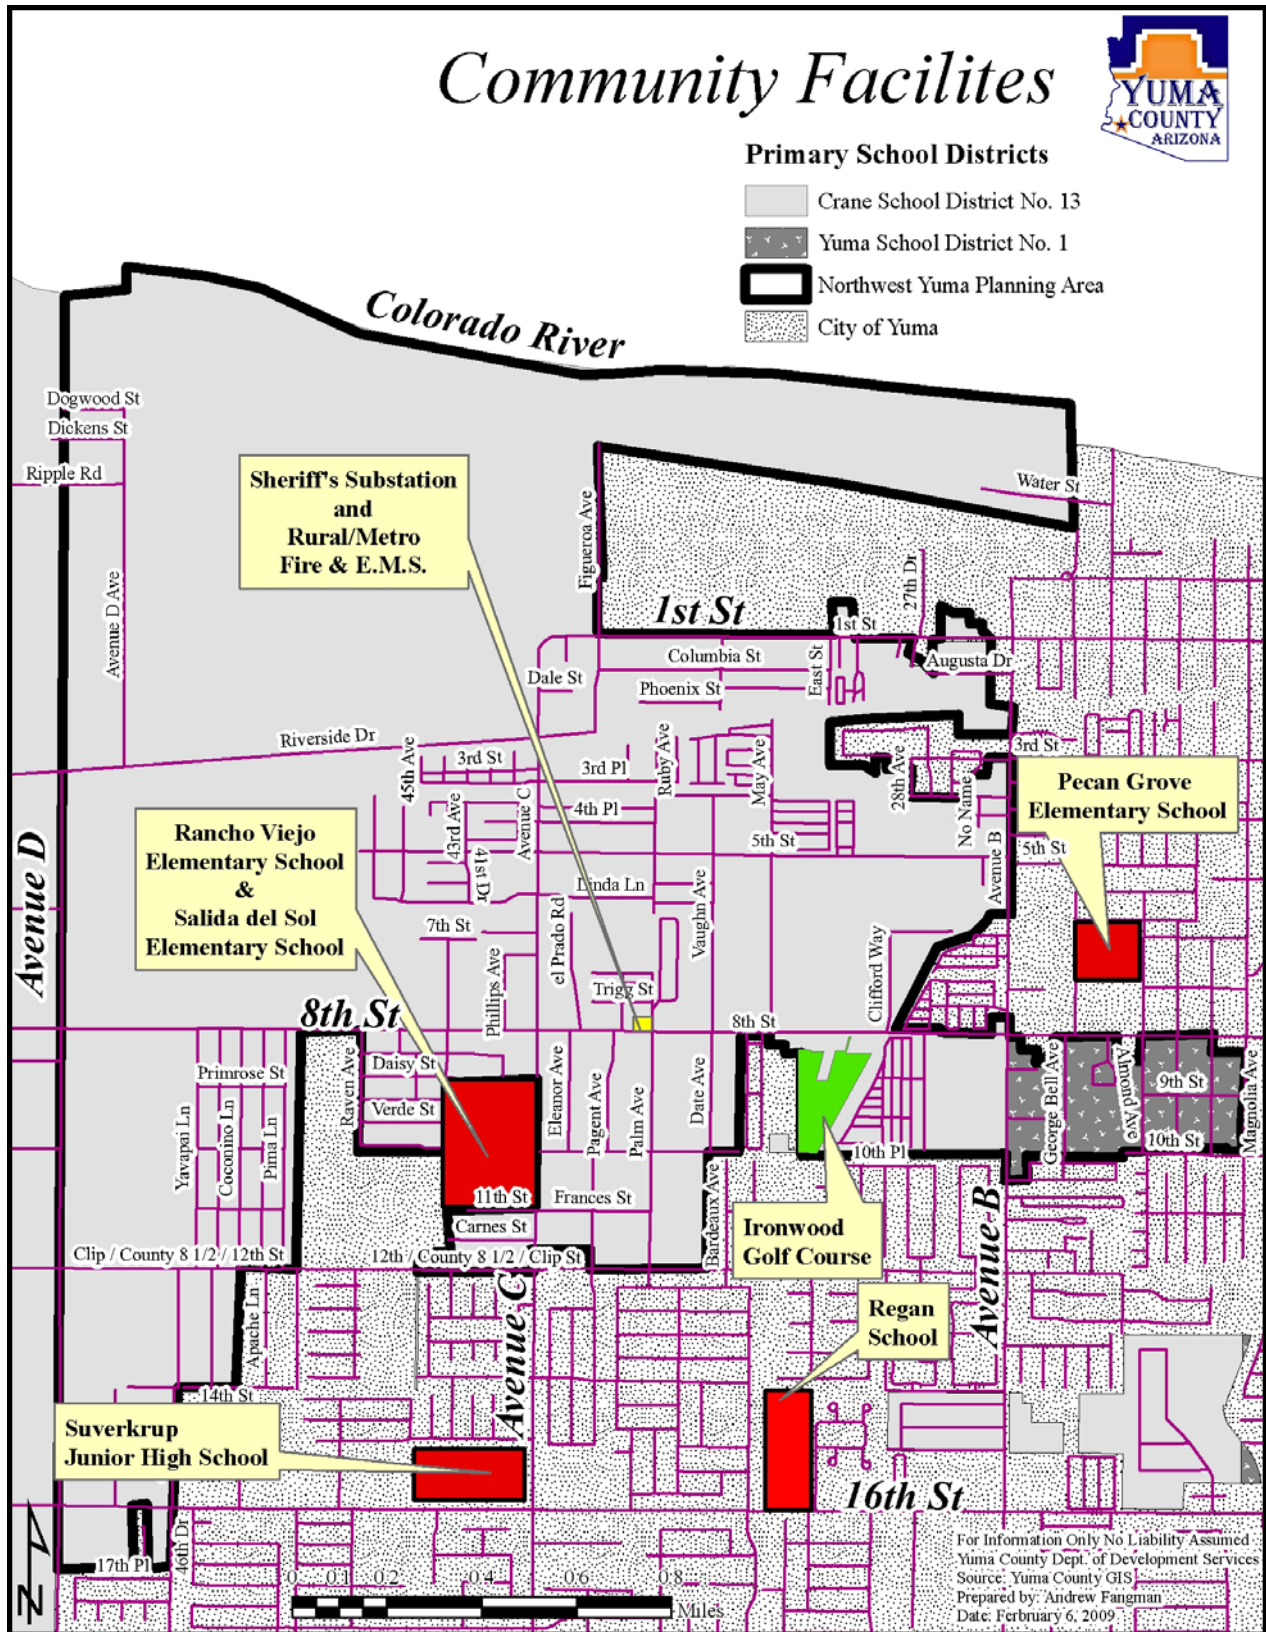 Community Facilites
YUMA
COUNTY
ARIZONA
Primary School Districts
Crane School District No. 13
Yuma School District No. 1
Northwest Yuma Planning Area
City of Yuma
Colorado River
Dogwood St
Dickens St
Ripple Rd
Water St
Sheriff's Substation
and
Rural/Metro
Fire & E.M.S.
Figueroa Ave
27th Dr
Avenue D Ave
1st St
1st St
Columbia St
East St
Augusta Dr
Dale St
Phoenix St
Riverside Dr
45th Ave
3rd St
3rd Pl
Ruby Ave
May Ave
28th Ave
3rd St
No Name
Pecan Grove
Elementary School
43rd Ave
Avenue C
4th Pl
5th St
5th St
Avenue B
Rancho Viejo
Elementary School
&
Salida del Sol
Elementary School
41st Dr
Linda Ln
Vaughn Ave
Avenue D
7th St
el Prado Rd
Phillips Ave
Clifford Way
Trigg St
8th St
8th St
Primrose St
Raven Ave
Daisy St
Verde St
Eleanor Ave
Pagent Ave
Palm Ave
Date Ave
George Bell Ave
Almond Ave
9th St
Magnolia Ave
10th St
10th Pl
Yavapai Ln
Coconino Ln
Pima Ln
11th St
Frances St
Carnes St
Bardeaux Ave
Ironwood
Golf Course
Avenue B
Clip / County 8 1/2 / 12th St
12th / County 8 1/2 / Clip St
Apache Ln
Avenue C
Regan
School
14th St
Suverkrup
Junior High School
16th St
46th Dr
17th Pl
N
0 0.1 0.2 0.4 0.6 0.8
Miles
For Information Only No Liability Assumed
Yuma County Dept. of Development Services
Source: Yuma County GIS
Prepared by: Andrew Fangman
Date: Ferbruary 6, 2009